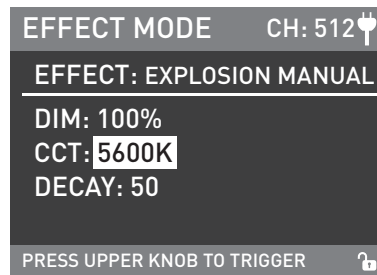 EFFECT MODE CH: 512
EFFECT: EXPLOSION MANUAL
DIM: 100%
CCT: 5600K
DECAY: 50
PRESS UPPER KNOB TO TRIGGER